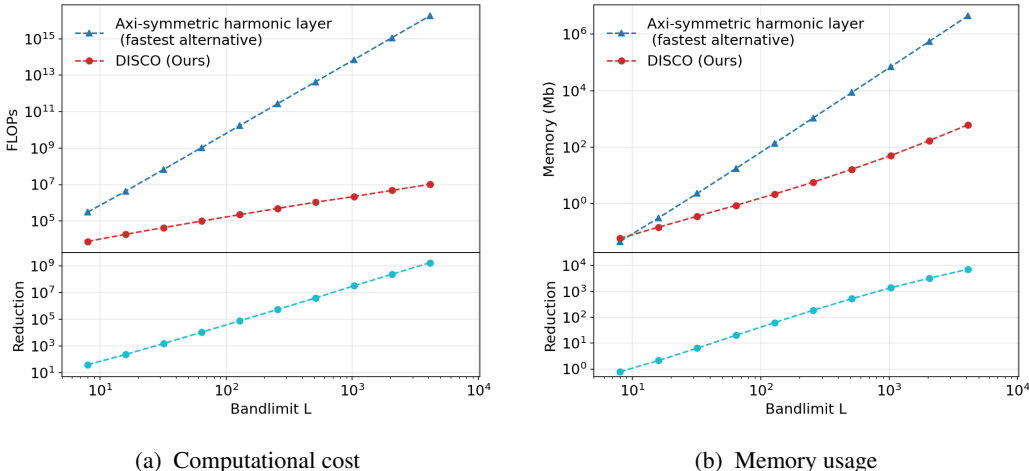 Axi-symmetric harmonic layer
(fastest alternative)
DISCO (Ours)
FLOPs
10^15
10^13
10^11
10^9
10^7
10^5
Reduction
10^9
10^7
10^5
10^3
10^1
10^1
10^2
10^3
10^4
Bandlimit L
(a) Computational cost
Axi-symmetric harmonic layer
(fastest alternative)
DISCO (Ours)
Memory (Mb)
10^6
10^4
10^2
10^0
Reduction
10^4
10^3
10^2
10^1
10^0
10^1
10^2
10^3
10^4
Bandlimit L
(b) Memory usage